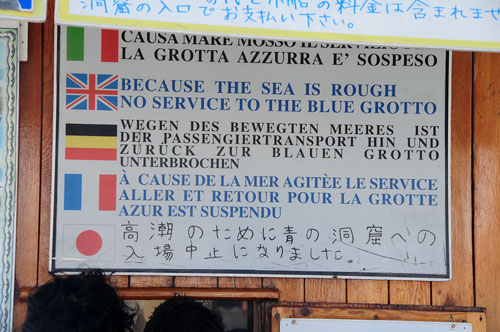 洞窟の入口でお支払い下さい。
CAUSA MARE MOSSO IL SERVIZIO
LA GROTTA AZZURRA E' SOSPESO
BECAUSE THE SEA IS ROUGH
NO SERVICE TO THE BLUE GROTTO
WEGEN DES BEWEGTEN MEERES IST
DER PASSENGIERTRANSPORT HIN UND
ZURÜCK ZUR BLAUEN GROTTO
UNTERBROCHEN
À CAUSE DE LA MER AGITÈE LE SERVICE
ALLER ET RETOUR POUR LA GROTTE
AZUR EST SUSPENDU
高潮のために青の洞窟への
入場中止になりました。